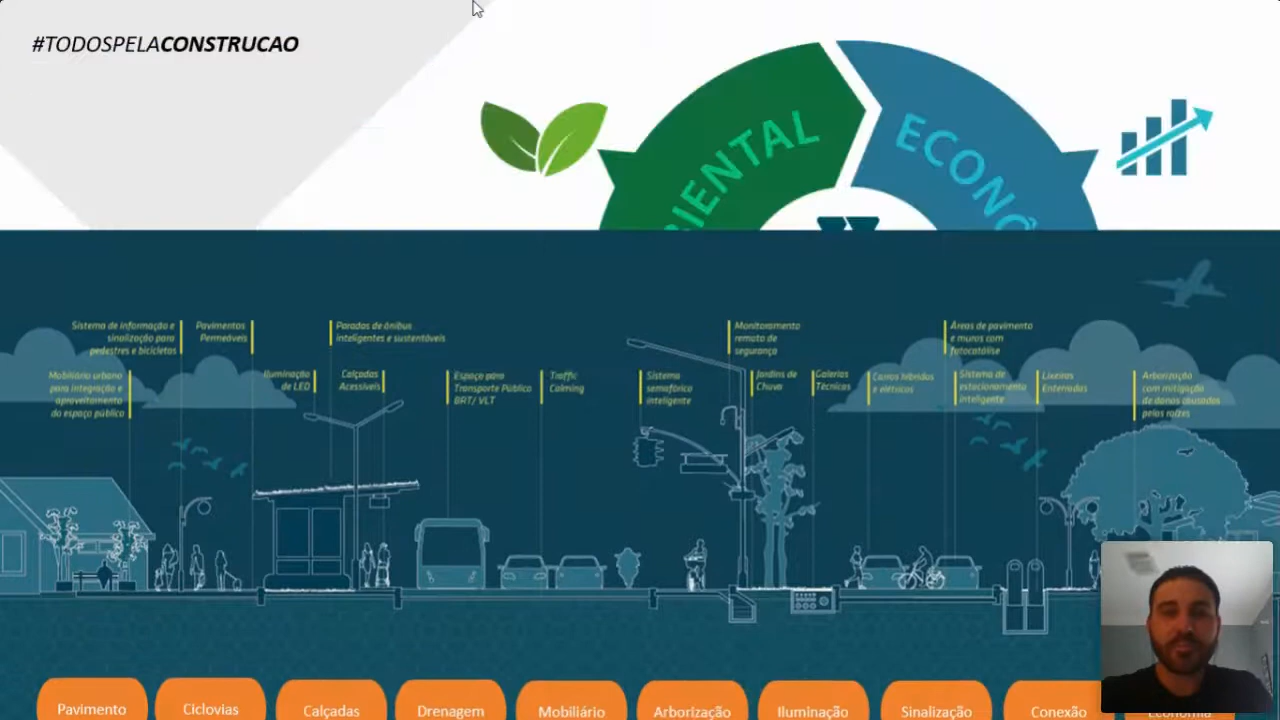 #TODOSPELACONSTRUCAO
IENTAL
ECONÔ
Sistema de informação e
sinalização para
pedestres e bicicletas
Pavimentos
Permeáveis
Paradas de ônibus
inteligentes e sustentáveis
Monitoramento
remoto de
segurança
Áreas de pavimento
e muros com
fotocatálise
Mobiliário urbano
para integração e
aproveitamento
do espaço público
Iluminação
de LED
Calçadas
Acessíveis
Espaço para
Transporte Público
BRT/ VLT
Traffic
Calming
Sistema
semafórico
inteligente
Jardins de
Chuva
Galerias
Técnicas
Carros híbridos
e elétricos
Sistema de
estacionamento
inteligente
Lixeiras
Enterradas
Arborização
com mitigação
de danos causados
pelas raízes
Pavimento
Ciclovias
Calçadas
Drenagem
Mobiliário
Arborização
Iluminação
Sinalização
Conexão
Economia